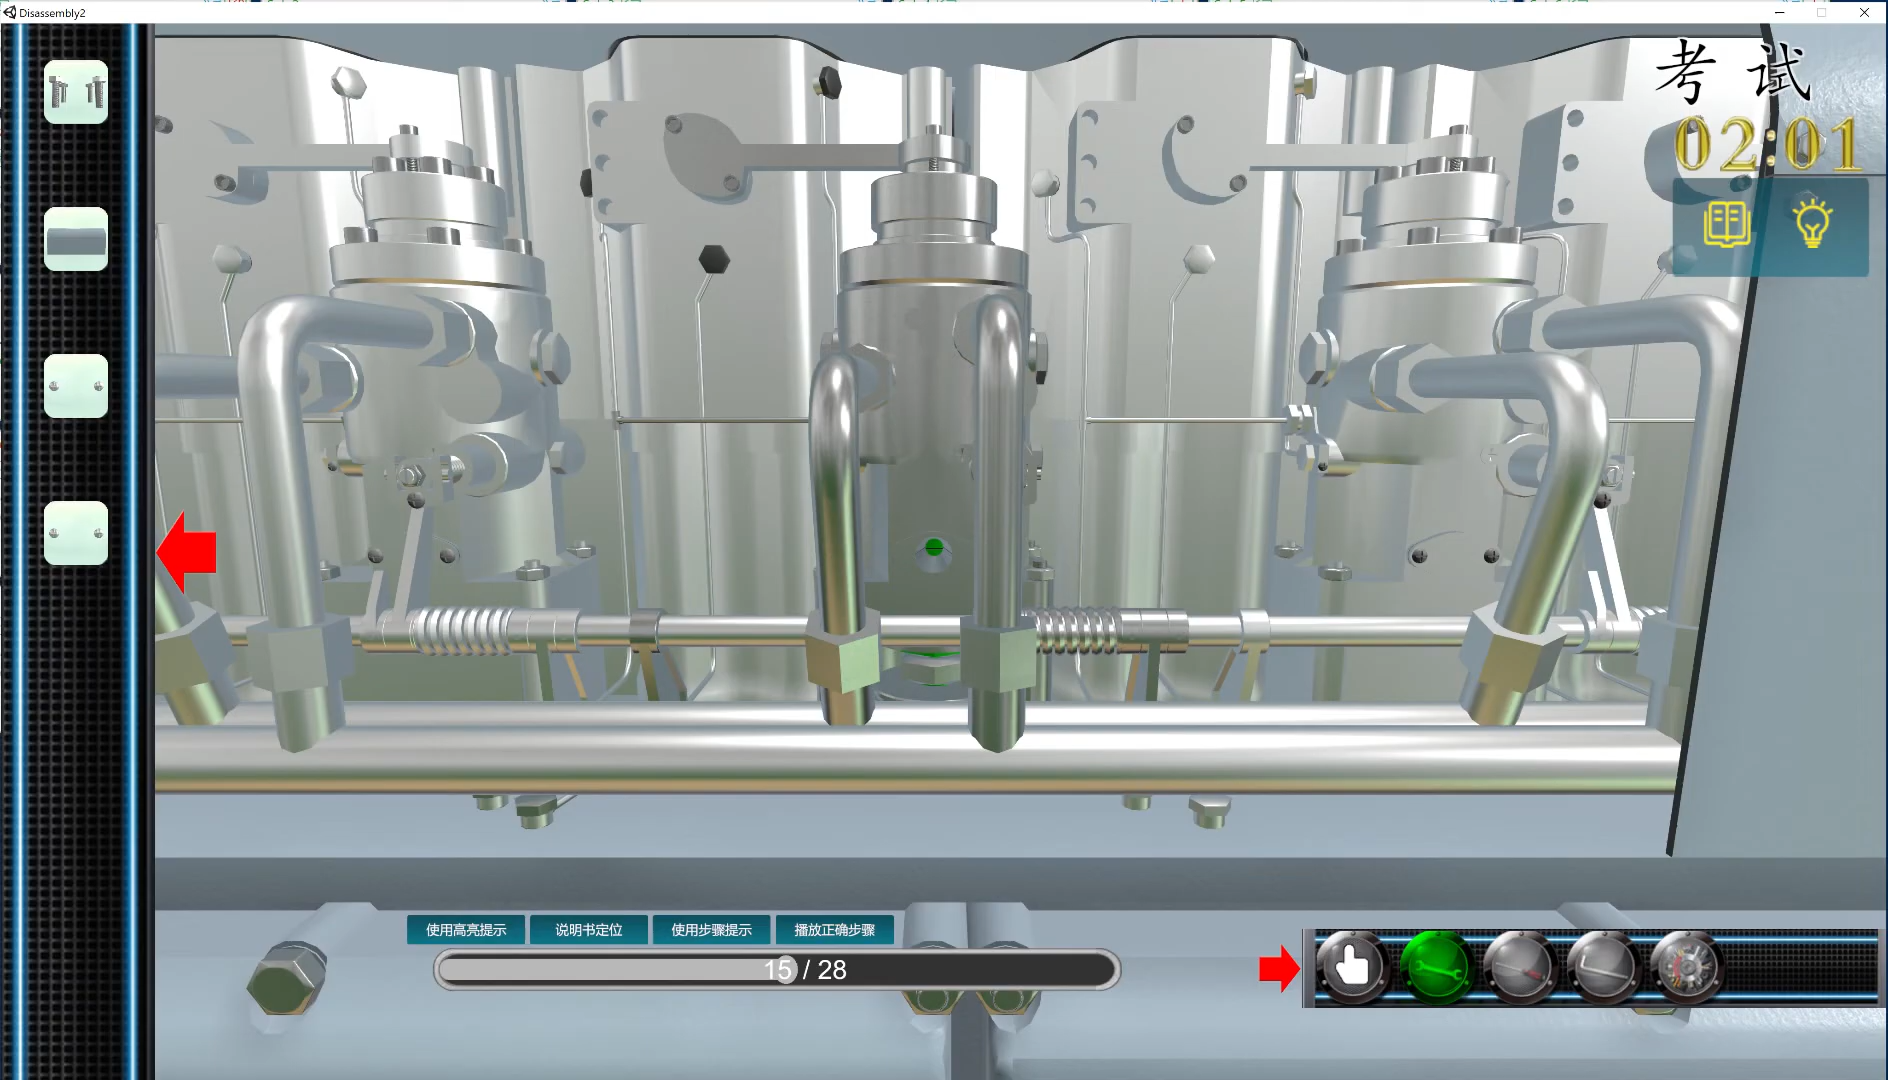 Disassembly2
考 试
02:01
使用高亮提示
说明书定位
使用步骤提示
播放正确步骤
15 / 28